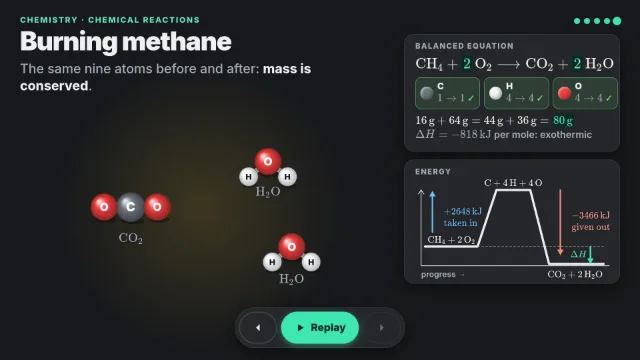 CHEMISTRY · CHEMICAL REACTIONS
Burning methane
The same nine atoms before and after: mass is
conserved.
O C O
CO₂
O
H H
H₂O
O
H H
H₂O
BALANCED EQUATION
CH₄ + 2 O₂ ⟶ CO₂ + 2 H₂O
C
1 → 1 ✓
H
4 → 4 ✓
O
4 → 4 ✓
16 g + 64 g = 44 g + 36 g = 80 g
ΔH = −818 kJ per mole: exothermic
ENERGY
C + 4 H + 4 O
+2648 kJ
taken in
−3466 kJ
given out
CH₄ + 2 O₂
ΔH
progress →
CO₂ + 2 H₂O
Replay